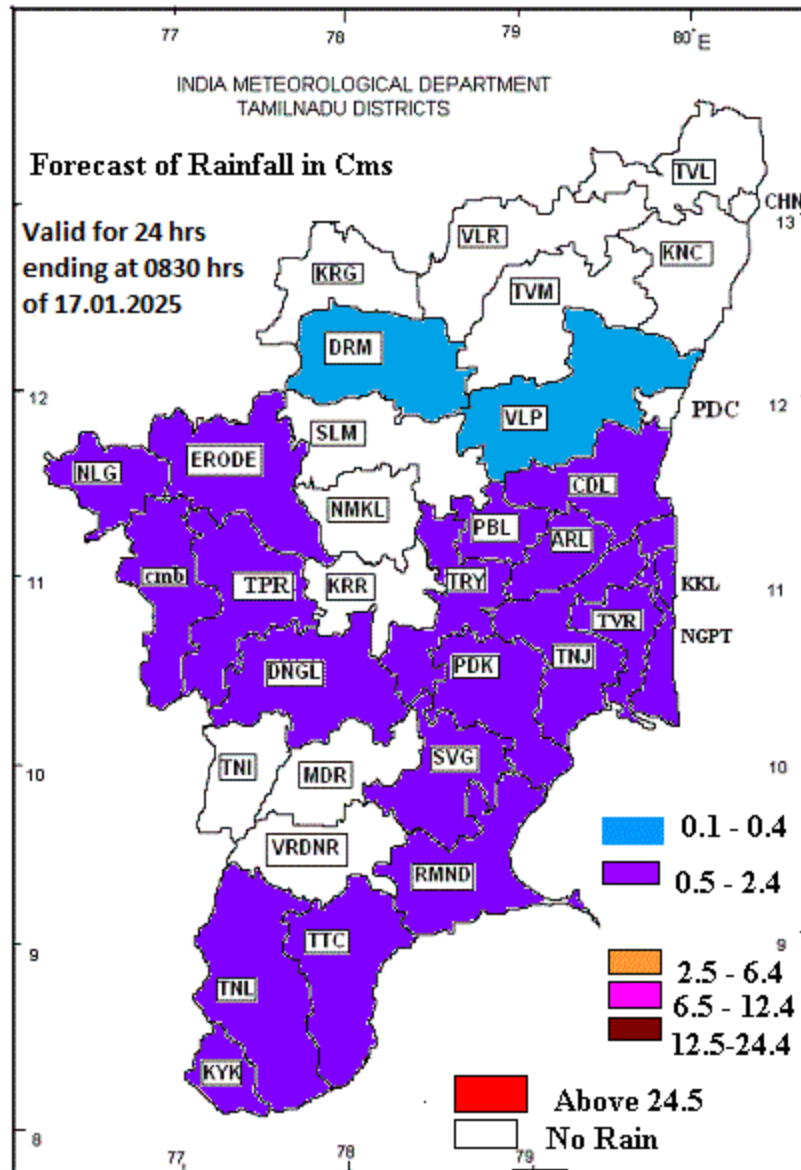 77 78 79 80°E
INDIA METEOROLOGICAL DEPARTMENT
TAMILNADU DISTRICTS
Forecast of Rainfall in Cms
TVL
CHN
13
Valid for 24 hrs
ending at 0830 hrs
of 17.01.2025
VLR
KNC
KRG
TVM
DRM
12
VLP
PDC
12
SLM
ERODE
NLG
CDL
NMKL
PBL
ARL
11
cmb
TPR
KRR
TRY
KKL
11
TVR
NGPT
DNGL
PDK
TNJ
10
TNI
MDR
SVG
10
VRDNR
RMND
0.1 - 0.4
0.5 - 2.4
9
TTC
9
TNL
2.5 - 6.4
6.5 - 12.4
12.5-24.4
KYK
Above 24.5
8
No Rain
77 78 79